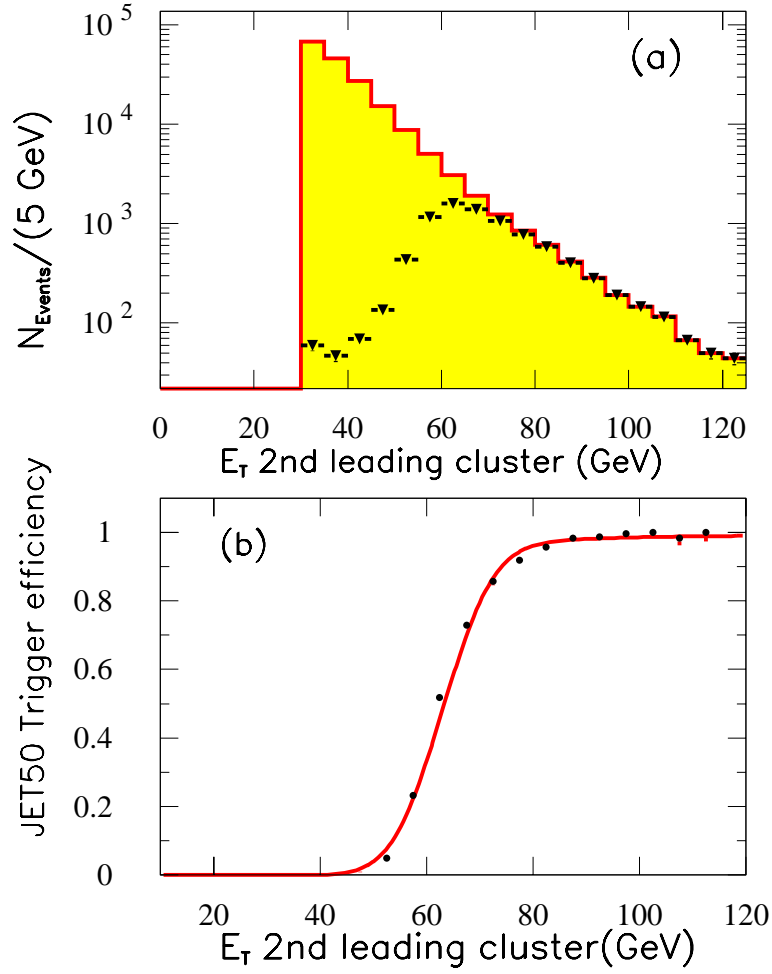 (a)
10^5
10^4
10^3
10^2
N_Events/(5 GeV)
0 20 40 60 80 100 120
E_T 2nd leading cluster (GeV)
(b)
1
0.8
0.6
0.4
0.2
0
JET50 Trigger efficiency
20 40 60 80 100 120
E_T 2nd leading cluster(GeV)